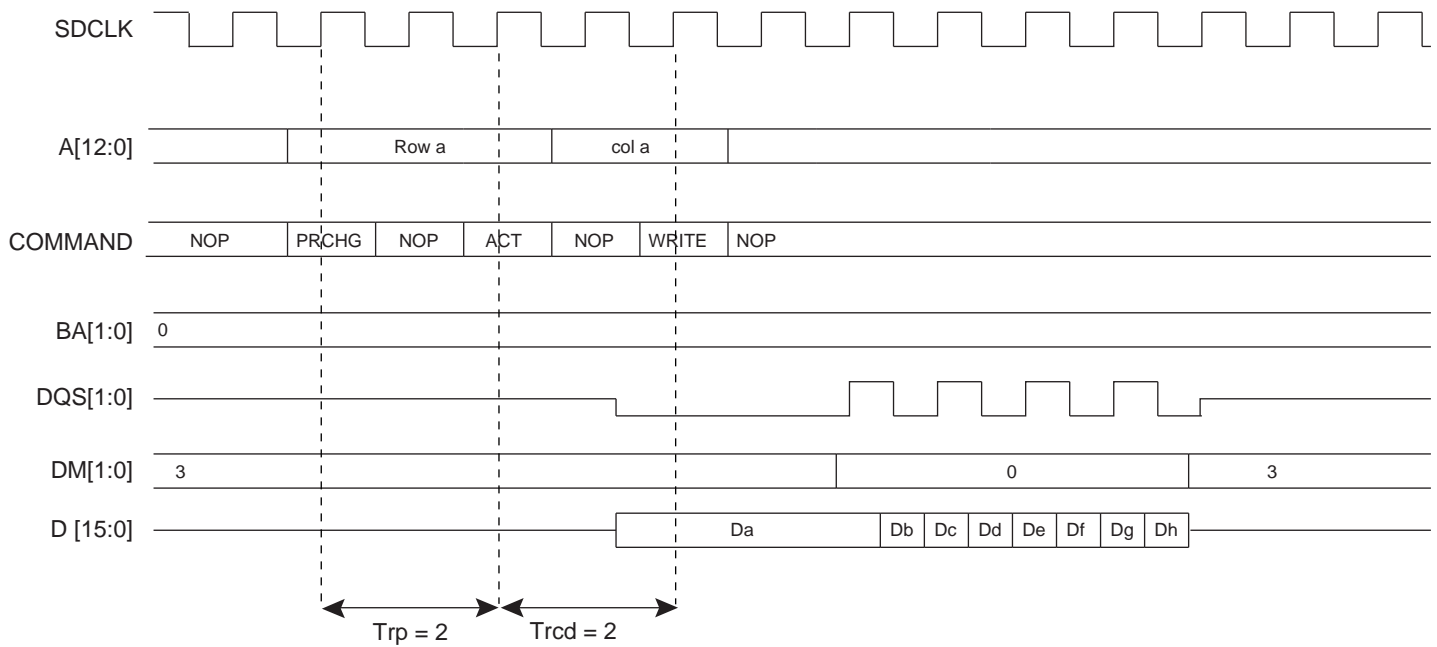 SDCLK
A[12:0] Row a col a
COMMAND NOP PRCHG NOP ACT NOP WRITE NOP
BA[1:0] 0
DQS[1:0]
DM[1:0] 3 0 3
D [15:0] Da Db Dc Dd De Df Dg Dh
Trp = 2 Trcd = 2